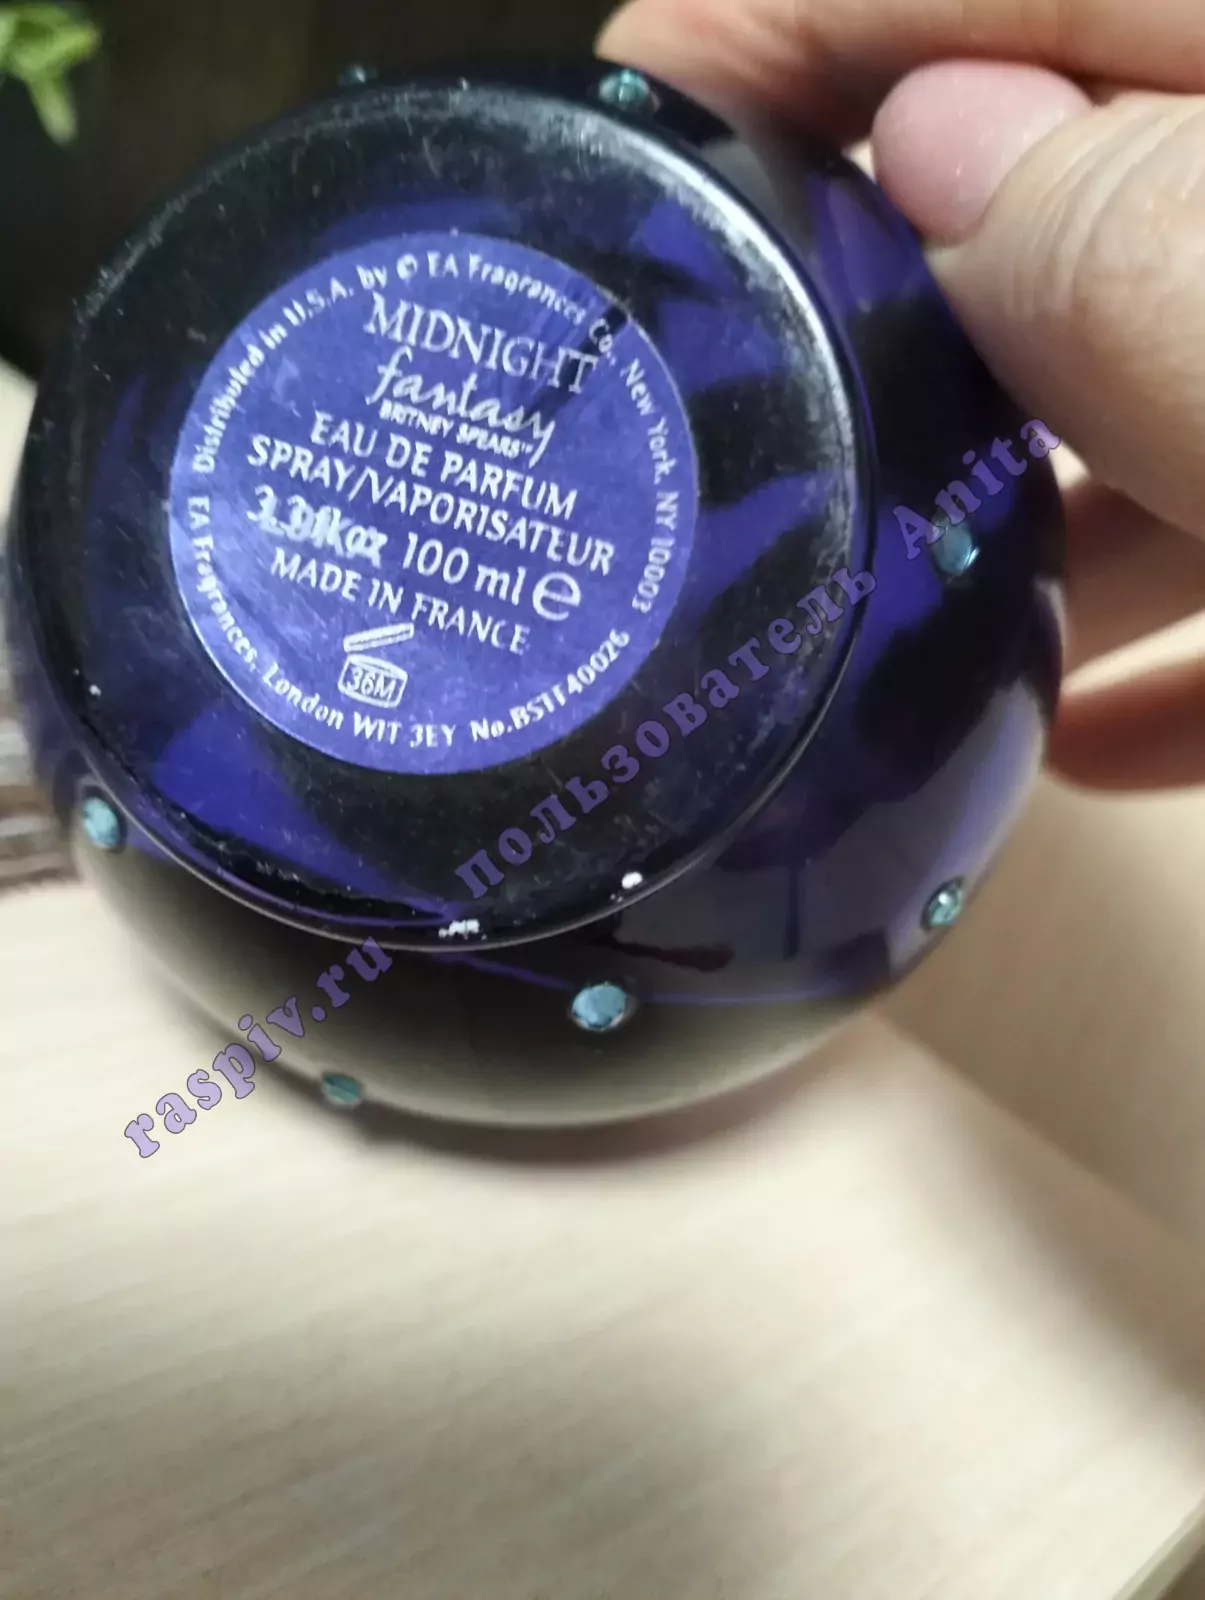 Distributed in U.S.A. by © EA Fragrances Co., New York, NY 10003
MIDNIGHT
fantasy
BRITNEY SPEARS™
EAU DE PARFUM
SPRAY/VAPORISATEUR
100 ml e
MADE IN FRANCE
36M
EA Fragrances, London W1T 3EY No.
raspiv.ru пользователь Anita